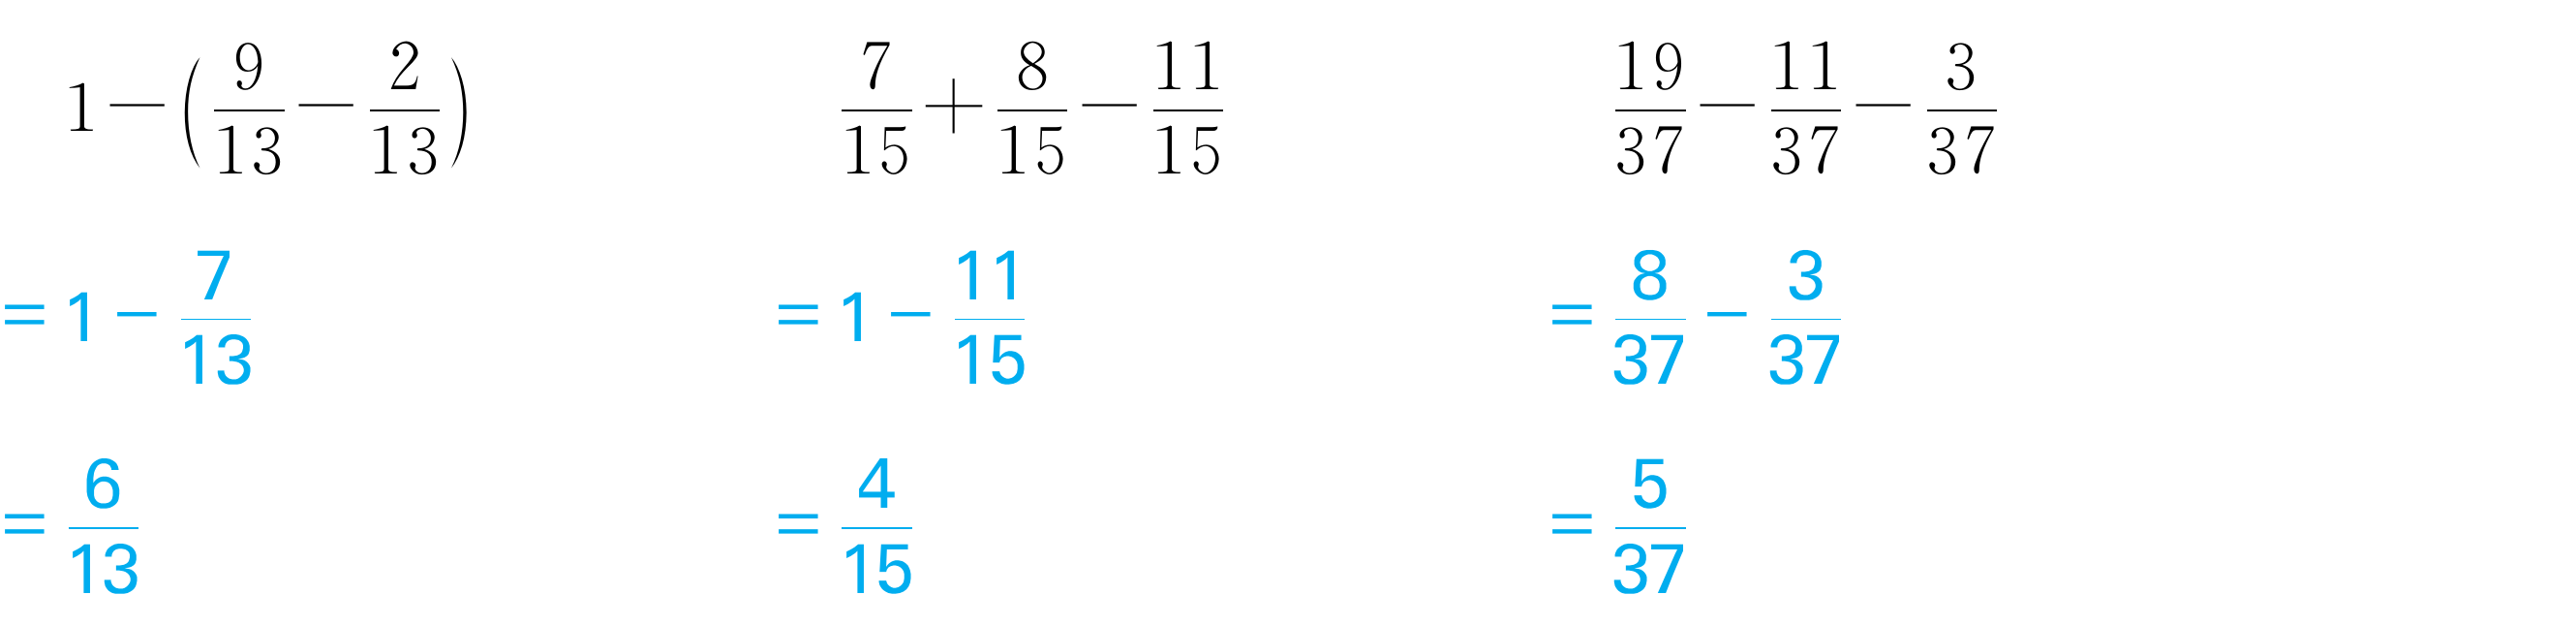 1−(9/13−2/13)
= 1 − 7/13
= 6/13
7/15+8/15−11/15
= 1 − 11/15
= 4/15
19/37−11/37−3/37
= 8/37 − 3/37
= 5/37